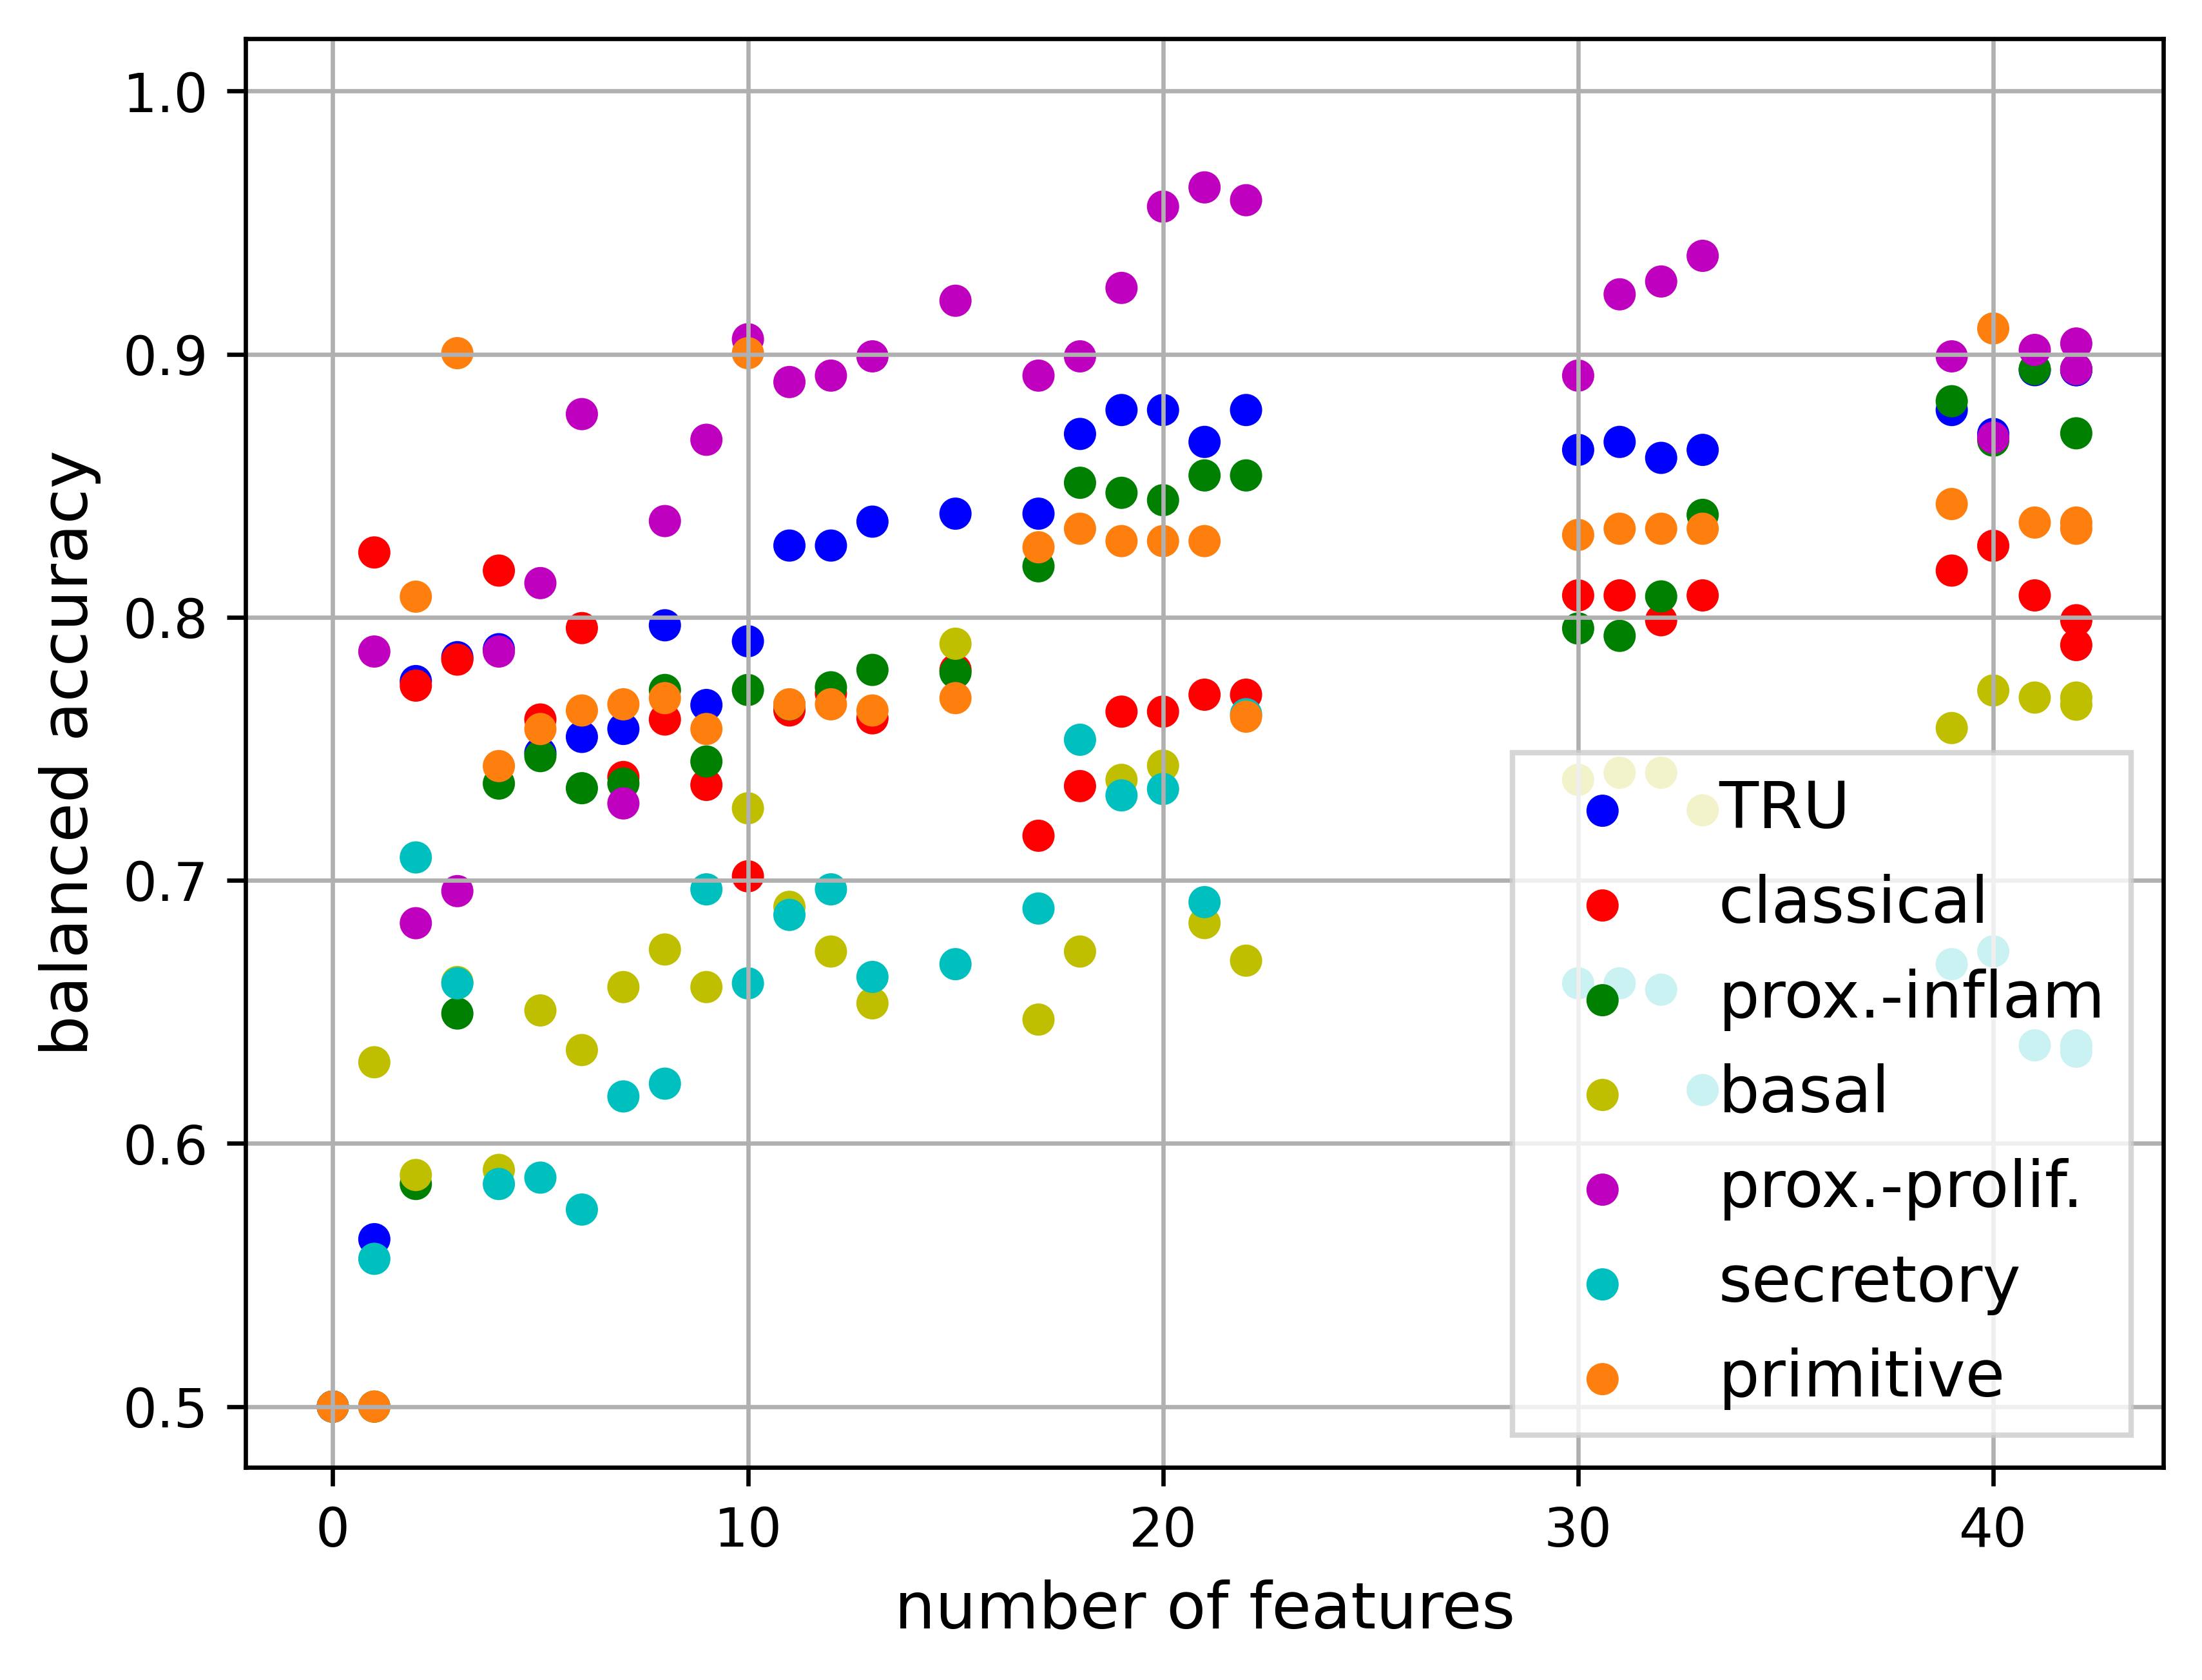 1.0
0.9
0.8
0.7
0.6
0.5
balanced accuracy
TRU
classical
prox.-inflam
basal
prox.-prolif.
secretory
primitive
0 10 20 30 40
number of features